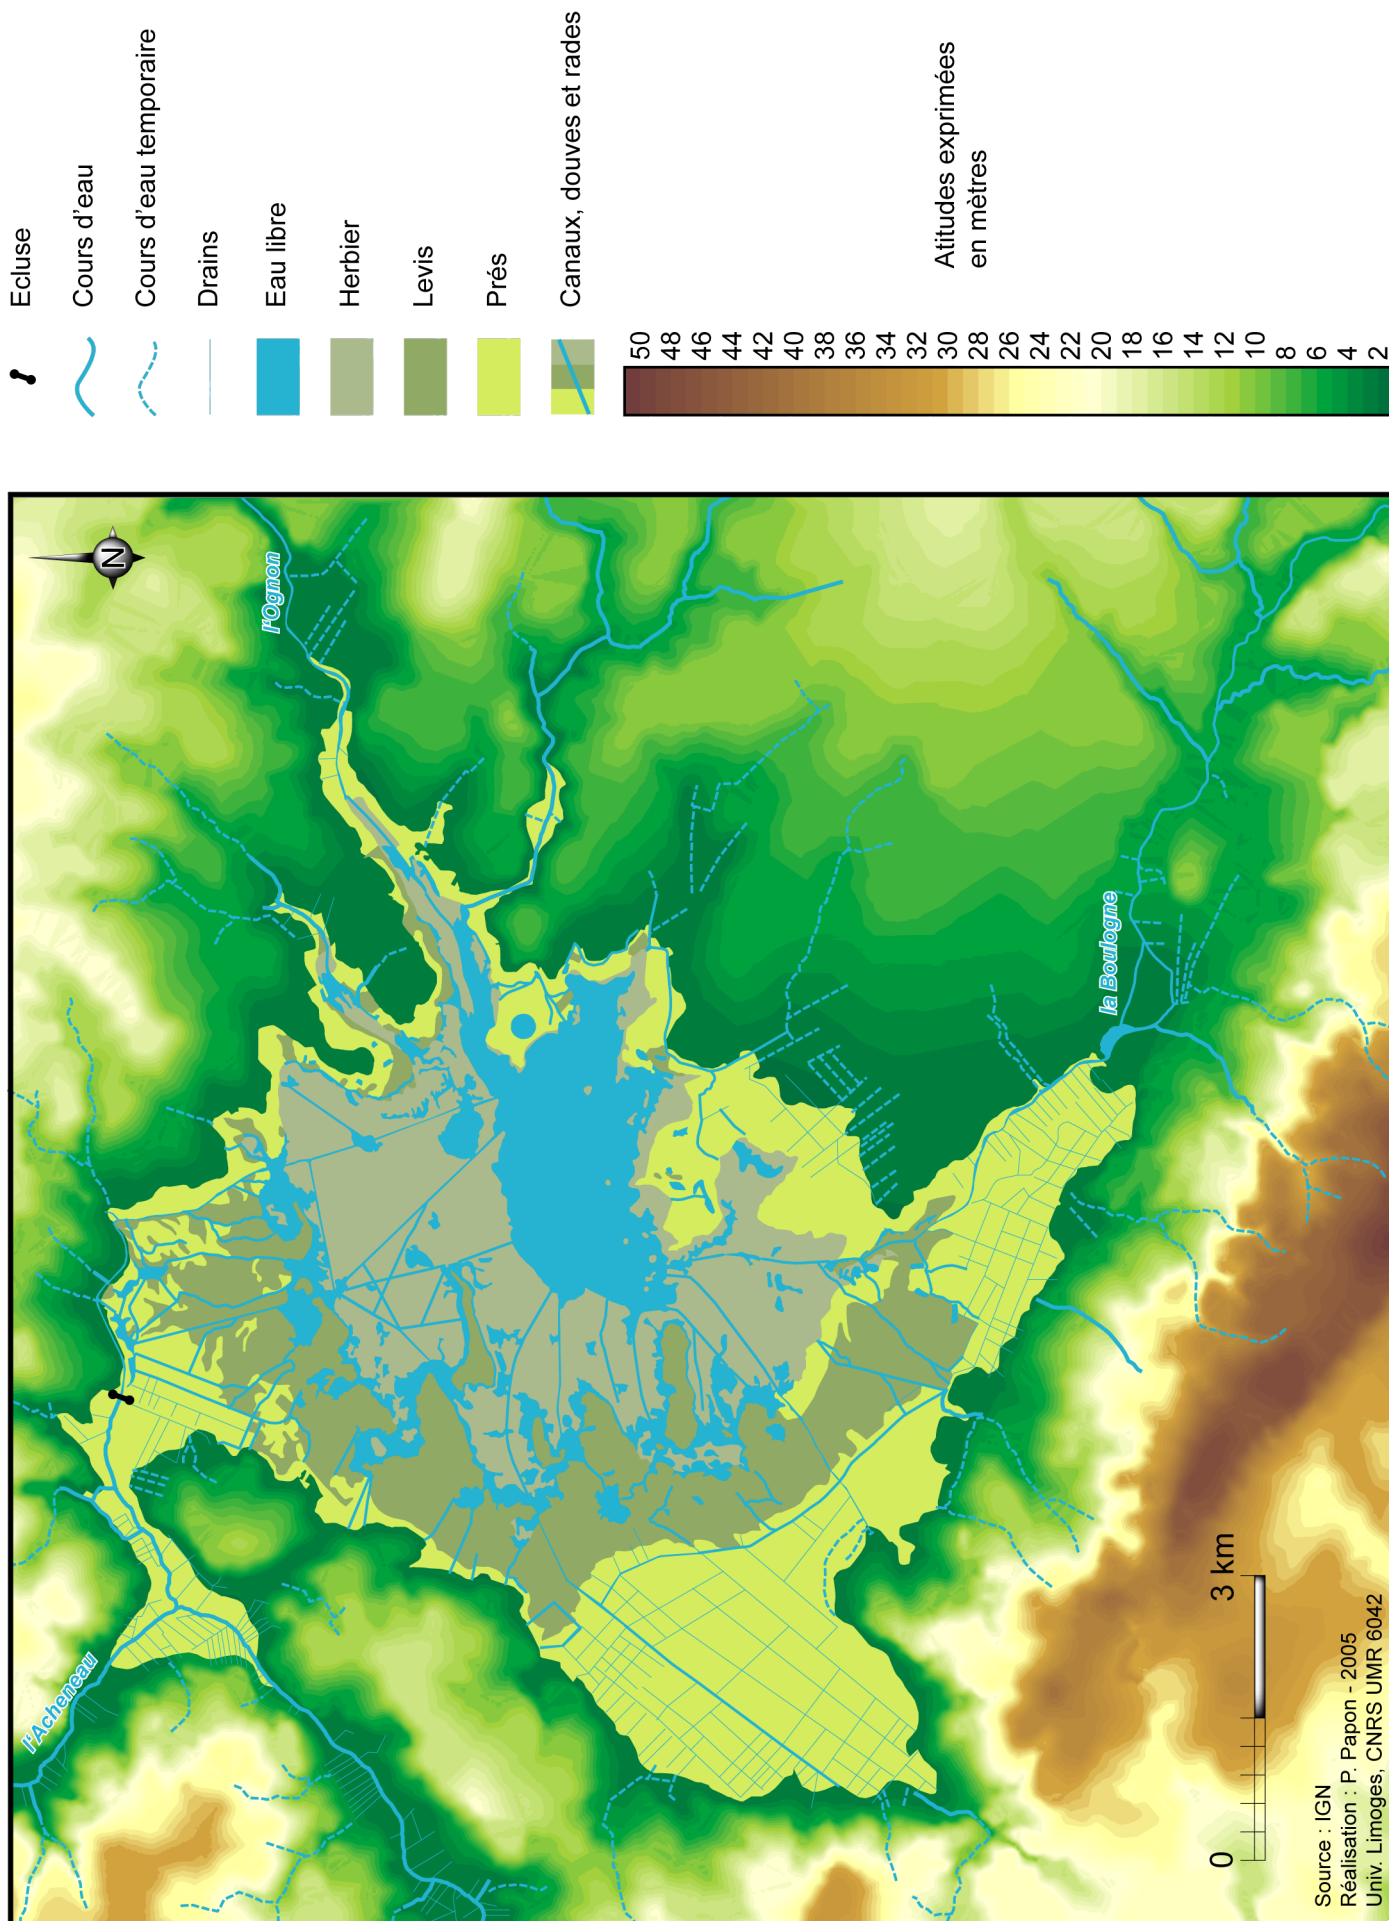 Ecluse
Cours d'eau
Cours d'eau temporaire
Drains
Eau libre
Herbier
Levis
Prés
Canaux, douves et rades
50
48
46
44
42
40
38
36
34
32
30
28
26
24
22
20
18
16
14
12
10
8
6
4
2
Atitudes exprimées
en mètres
N
l'Ognon
l'Acheneau
la Boulogne
0
3 km
Source : IGN
Réalisation : P. Papon - 2005
Univ. Limoges, CNRS UMR 6042